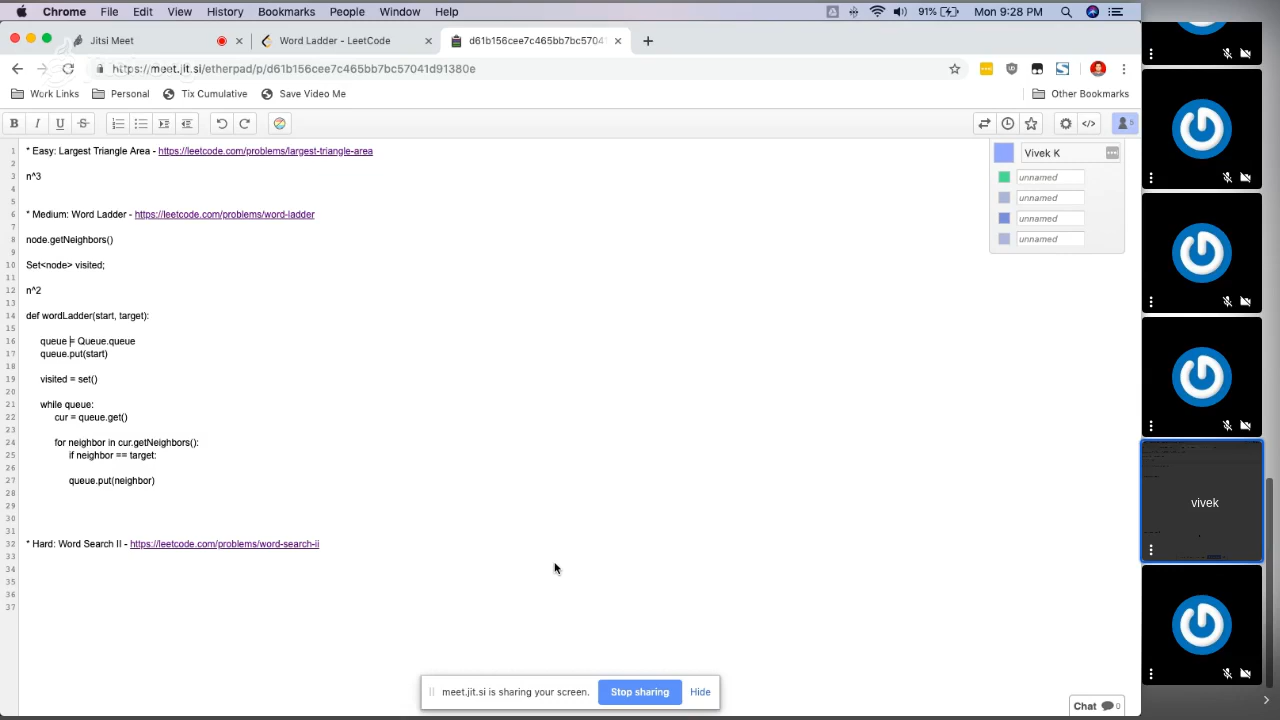 Chrome File Edit View History Bookmarks People Window Help 91% Mon 9:28 PM
Jitsi Meet
Word Ladder - LeetCode
d61b156cee7c465bb7bc57041
https://meet.jit.si/etherpad/p/d61b156cee7c465bb7bc57041d91380e
Work Links Personal Tix Cumulative Save Video Me Other Bookmarks
B I U S
5
Vivek K
unnamed
unnamed
unnamed
unnamed
1 * Easy: Largest Triangle Area - https://leetcode.com/problems/largest-triangle-area
2
3 n^3
4
5
6 * Medium: Word Ladder - https://leetcode.com/problems/word-ladder
7
8 node.getNeighbors()
9
10 Set<node> visited;
11
12 n^2
13
14 def wordLadder(start, target):
15
16 queue = Queue.queue
17 queue.put(start)
18
19 visited = set()
20
21 while queue:
22 cur = queue.get()
23
24 for neighbor in cur.getNeighbors():
25 if neighbor == target:
26
27 queue.put(neighbor)
28
29
30
31
32 * Hard: Word Search II - https://leetcode.com/problems/word-search-ii
33
34
35
36
37
meet.jit.si is sharing your screen. Stop sharing Hide
Chat 0
vivek